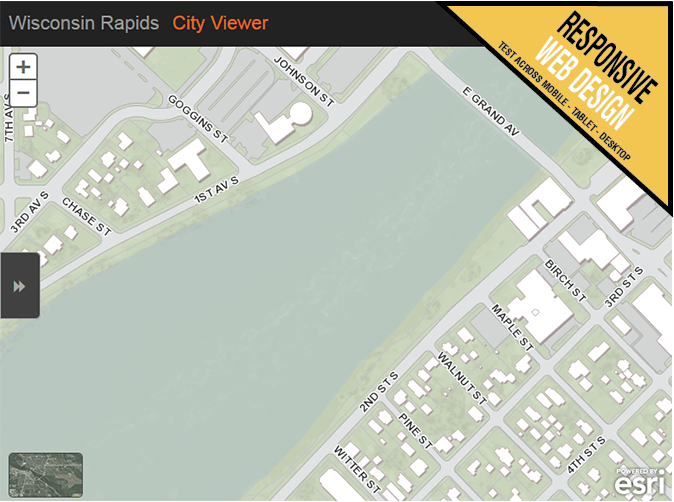 Wisconsin Rapids City Viewer
RESPONSIVE
WEB DESIGN
TEST ACROSS MOBILE - TABLET - DESKTOP
+
−
7TH AV S
JOHNSON ST
GOGGINS ST
E GRAND AV
1ST AV S
3RD AV S
CHASE ST
BIRCH ST
3RD ST S
MAPLE ST
WALNUT ST
2ND ST S
PINE ST
WITTER ST
4TH ST S
POWERED BY
esri